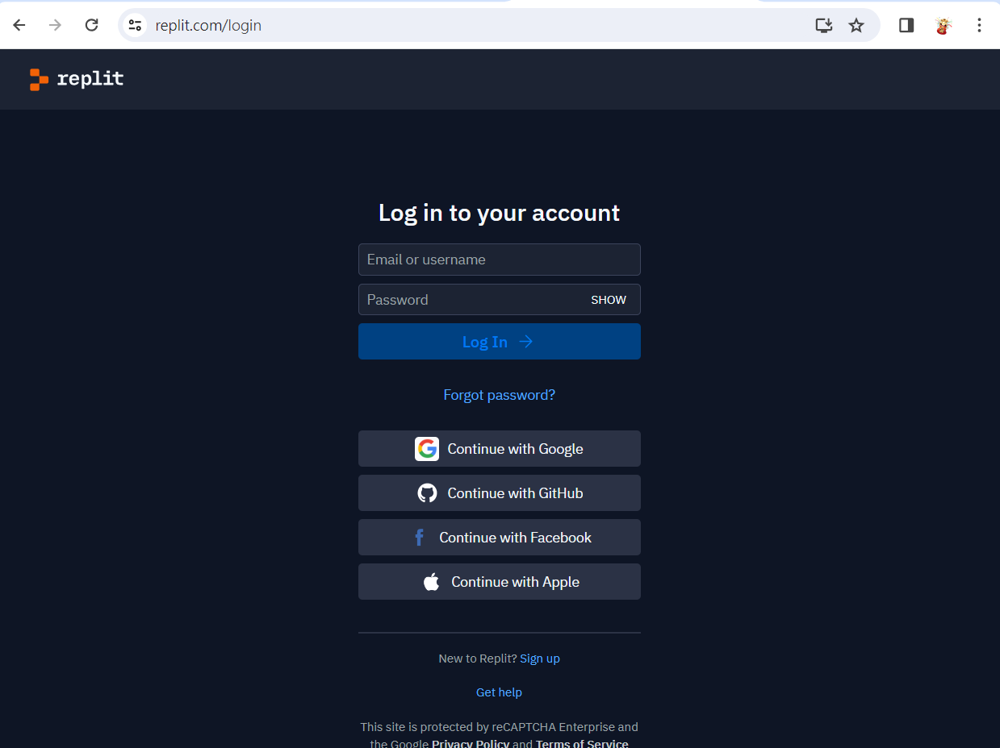 replit.com/login
replit
Log in to your account
Email or username
Password SHOW
Log In
Forgot password?
Continue with Google
Continue with GitHub
Continue with Facebook
Continue with Apple
New to Replit? Sign up
Get help
This site is protected by reCAPTCHA Enterprise and
the Google Privacy Policy and Terms of Service